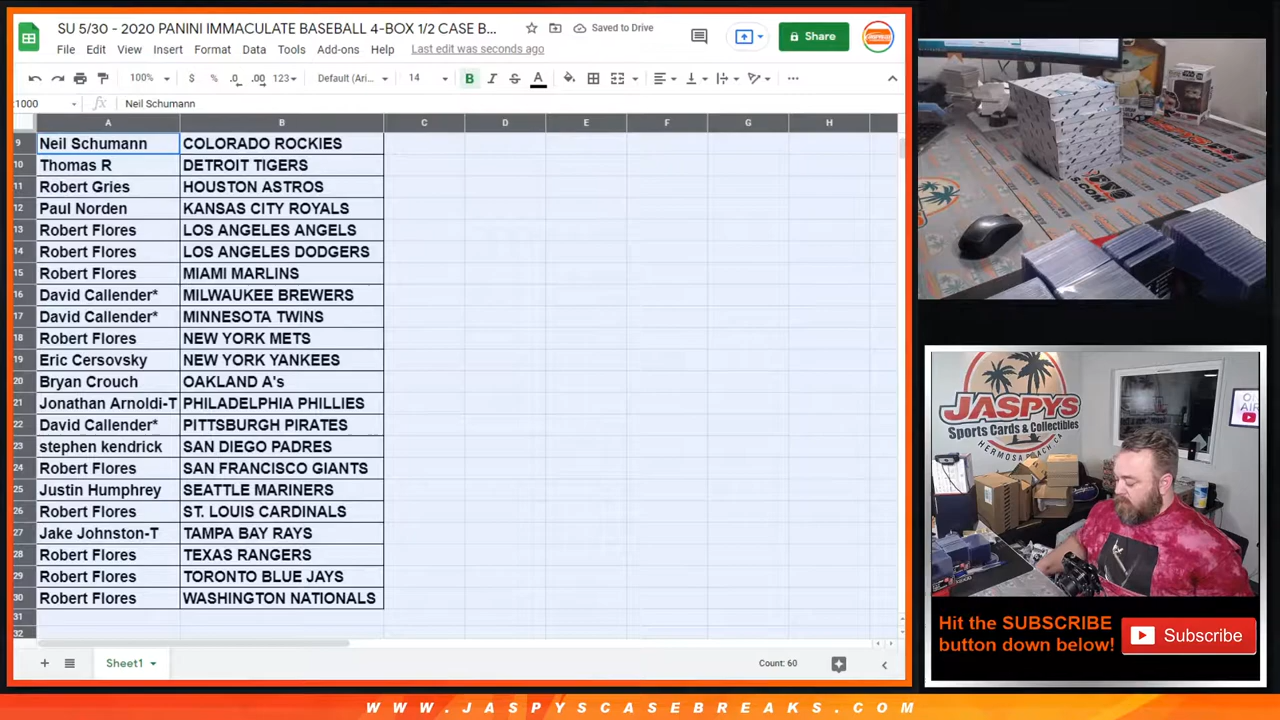 SU 5/30 - 2020 PANINI IMMACULATE BASEBALL 4-BOX 1/2 CASE B...
Saved to Drive
Share
File Edit View Insert Format Data Tools Add-ons Help Last edit was seconds ago
100% $ % .0 .00 123 Default (Ari... 14 B I S A
1000 fx Neil Schumann
A B C D E F G H
9 Neil Schumann COLORADO ROCKIES
10 Thomas R DETROIT TIGERS
11 Robert Gries HOUSTON ASTROS
12 Paul Norden KANSAS CITY ROYALS
13 Robert Flores LOS ANGELES ANGELS
14 Robert Flores LOS ANGELES DODGERS
15 Robert Flores MIAMI MARLINS
16 David Callender* MILWAUKEE BREWERS
17 David Callender* MINNESOTA TWINS
18 Robert Flores NEW YORK METS
19 Eric Cersovsky NEW YORK YANKEES
20 Bryan Crouch OAKLAND A's
21 Jonathan Arnoldi-T PHILADELPHIA PHILLIES
22 David Callender* PITTSBURGH PIRATES
23 stephen kendrick SAN DIEGO PADRES
24 Robert Flores SAN FRANCISCO GIANTS
25 Justin Humphrey SEATTLE MARINERS
26 Robert Flores ST. LOUIS CARDINALS
27 Jake Johnston-T TAMPA BAY RAYS
28 Robert Flores TEXAS RANGERS
29 Robert Flores TORONTO BLUE JAYS
30 Robert Flores WASHINGTON NATIONALS
31
32
Sheet1
Count: 60
JASPYS
Sports Cards & Collectibles
HERMOSA BEACH CA
Hit the SUBSCRIBE
button down below!
Subscribe
WWW.JASPYSCASEBREAKS.COM